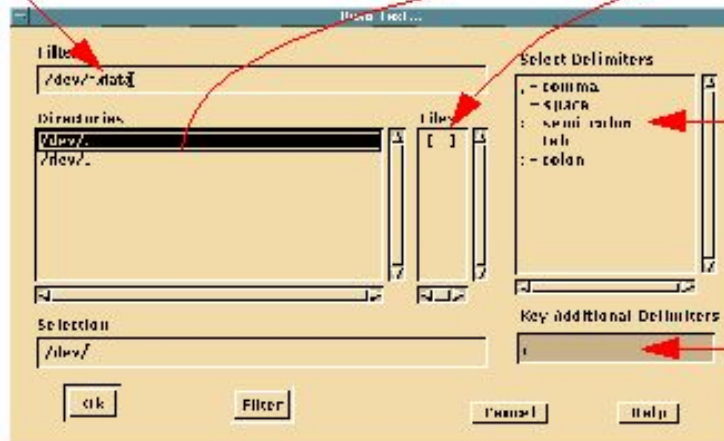 Text...
Filter
/dev/*.data
Directories
/dev/.
/dev/..
Files
[ ]
Selection
/dev/
Select Delimiters
, - comma
- space
; - semi-colon
- tab
: - colon
Key Additional Delimiters
Ok
Filter
Cancel
Help